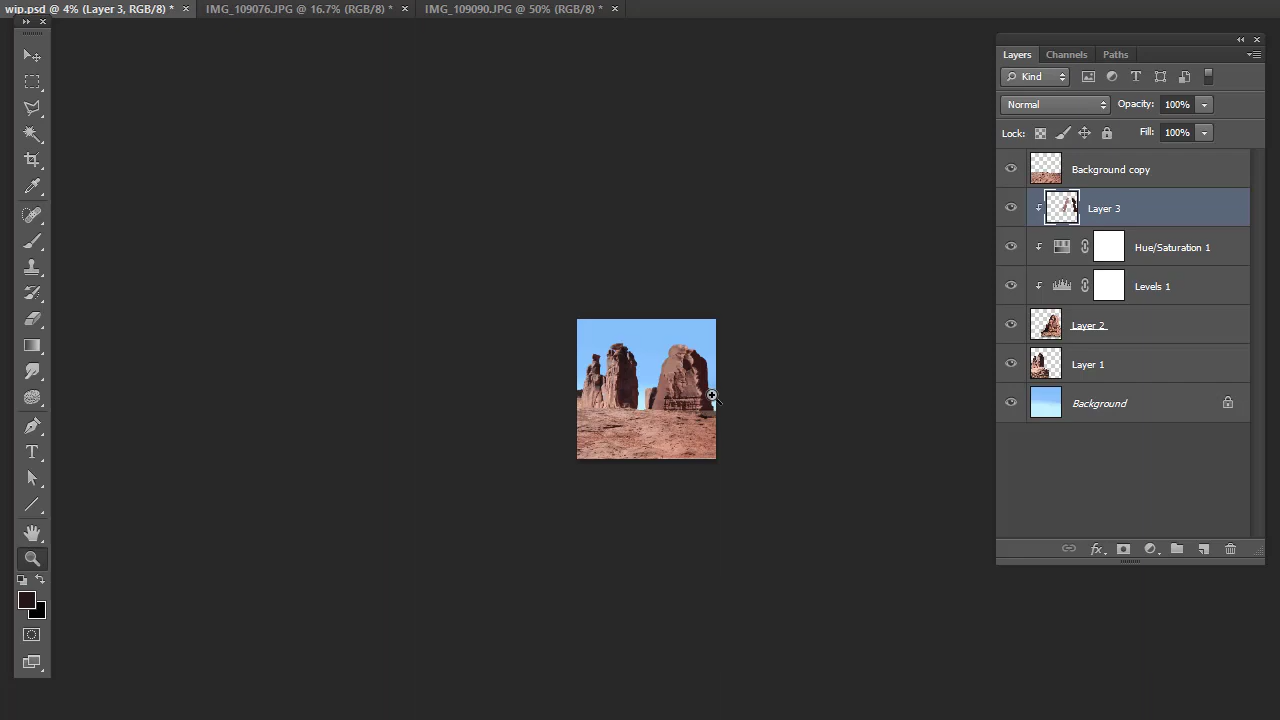 wip.psd @ 4% (Layer 3, RGB/8) * × IMG_109076.JPG @ 16.7% (RGB/8) * × IMG_109090.JPG @ 50% (RGB/8) * ×
Layers Channels Paths
Kind T
Normal Opacity: 100%
Lock: Fill: 100%
Background copy
Layer 3
Hue/Saturation 1
Levels 1
Layer 2
Layer 1
Background
T
fx